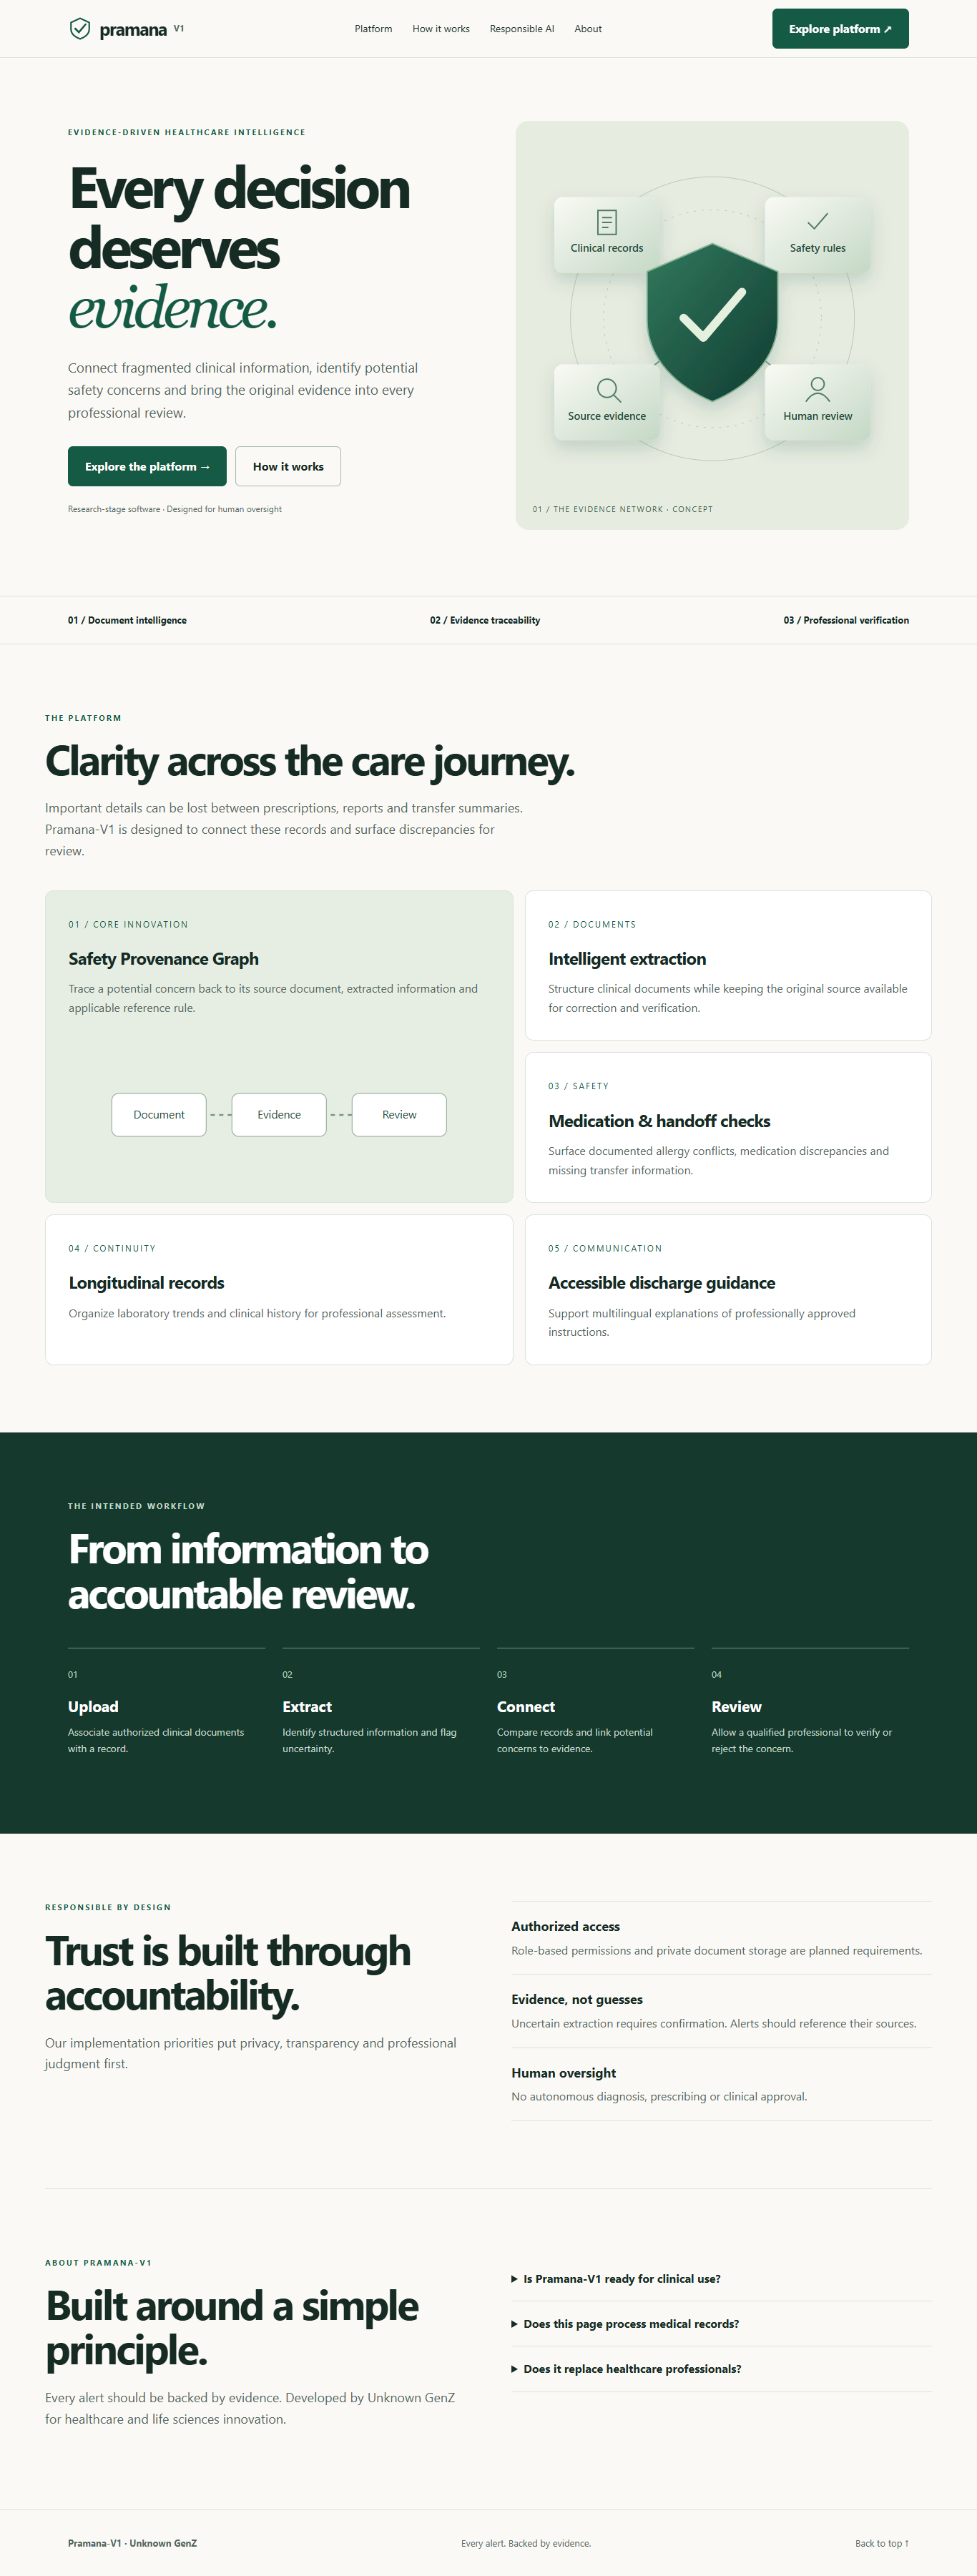 pramana V1
Platform How it works Responsible AI About
Explore platform ↗
EVIDENCE-DRIVEN HEALTHCARE INTELLIGENCE
Every decision
deserves
evidence.
Connect fragmented clinical information, identify potential
safety concerns and bring the original evidence into every
professional review.
Explore the platform →
How it works
Research-stage software · Designed for human oversight
Clinical records
Safety rules
Source evidence
Human review
01 / THE EVIDENCE NETWORK · CONCEPT
01 / Document intelligence
02 / Evidence traceability
03 / Professional verification
THE PLATFORM
Clarity across the care journey.
Important details can be lost between prescriptions, reports and transfer summaries.
Pramana-V1 is designed to connect these records and surface discrepancies for
review.
01 / CORE INNOVATION
Safety Provenance Graph
Trace a potential concern back to its source document, extracted information and
applicable reference rule.
Document
Evidence
Review
02 / DOCUMENTS
Intelligent extraction
Structure clinical documents while keeping the original source available
for correction and verification.
03 / SAFETY
Medication & handoff checks
Surface documented allergy conflicts, medication discrepancies and
missing transfer information.
04 / CONTINUITY
Longitudinal records
Organize laboratory trends and clinical history for professional assessment.
05 / COMMUNICATION
Accessible discharge guidance
Support multilingual explanations of professionally approved
instructions.
THE INTENDED WORKFLOW
From information to
accountable review.
01
Upload
Associate authorized clinical documents
with a record.
02
Extract
Identify structured information and flag
uncertainty.
03
Connect
Compare records and link potential
concerns to evidence.
04
Review
Allow a qualified professional to verify or
reject the concern.
RESPONSIBLE BY DESIGN
Trust is built through
accountability.
Our implementation priorities put privacy, transparency and professional
judgment first.
Authorized access
Role-based permissions and private document storage are planned requirements.
Evidence, not guesses
Uncertain extraction requires confirmation. Alerts should reference their sources.
Human oversight
No autonomous diagnosis, prescribing or clinical approval.
ABOUT PRAMANA-V1
Built around a simple
principle.
Every alert should be backed by evidence. Developed by Unknown GenZ
for healthcare and life sciences innovation.
Is Pramana-V1 ready for clinical use?
Does this page process medical records?
Does it replace healthcare professionals?
Pramana-V1 · Unknown GenZ
Every alert. Backed by evidence.
Back to top ↑